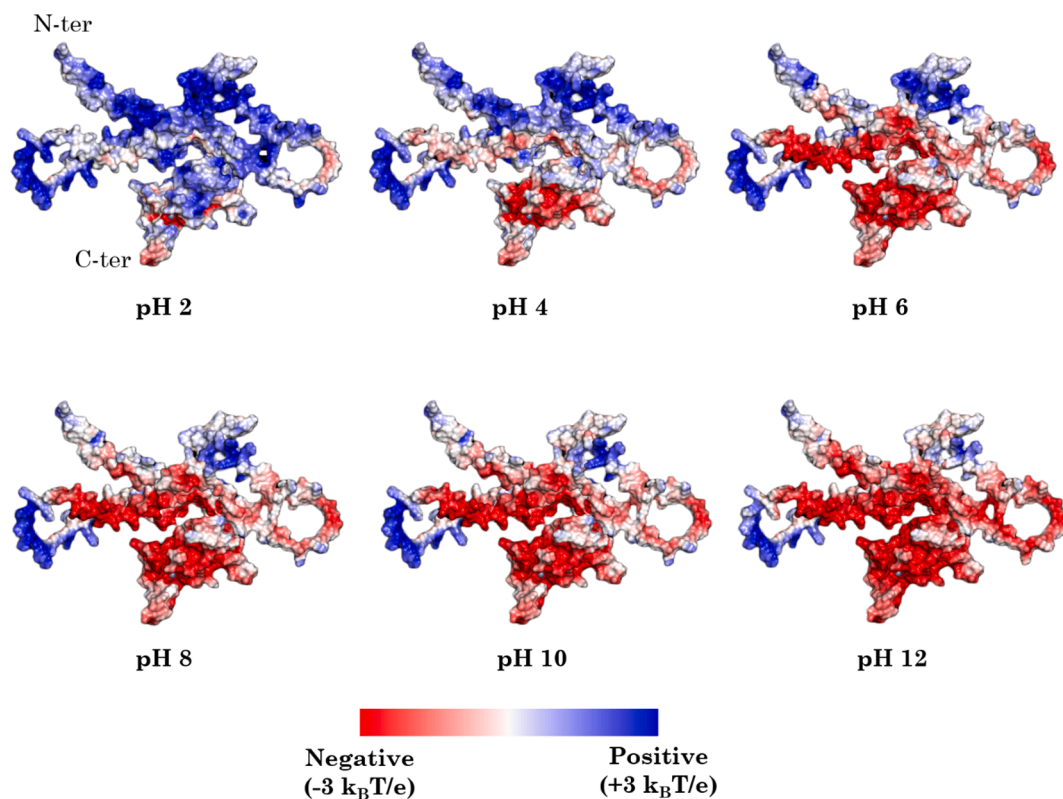 N-ter
C-ter
pH 2
pH 4
pH 6
pH 8
pH 10
pH 12
Negative
(-3 kBT/e)
Positive
(+3 kBT/e)